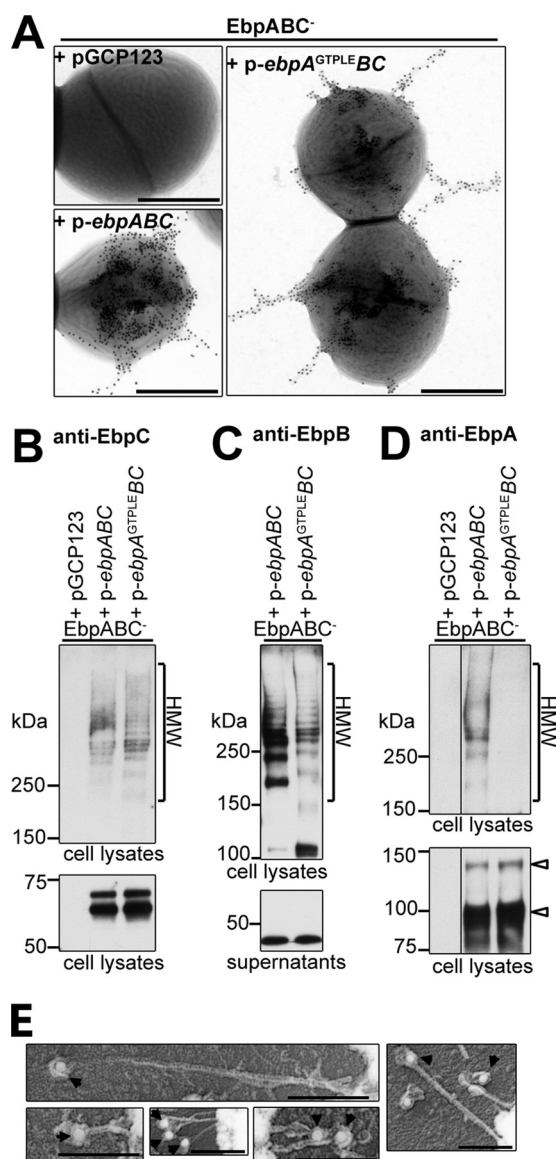 A
EbpABC-
+ pGCP123
+ p-ebpA^GTPLE BC
+ p-ebpABC
B anti-EbpC
+ pGCP123
+ p-ebpABC
+ p-ebpA^GTPLE BC
EbpABC-
kDa
250
150
HMW
cell lysates
75
50
cell lysates
C anti-EbpB
+ p-ebpABC
+ p-ebpA^GTPLE BC
EbpABC-
kDa
250
150
100
HMW
cell lysates
50
supernatants
D anti-EbpA
+ pGCP123
+ p-ebpABC
+ p-ebpA^GTPLE BC
EbpABC-
kDa
250
150
HMW
cell lysates
150
100
75
cell lysates
E